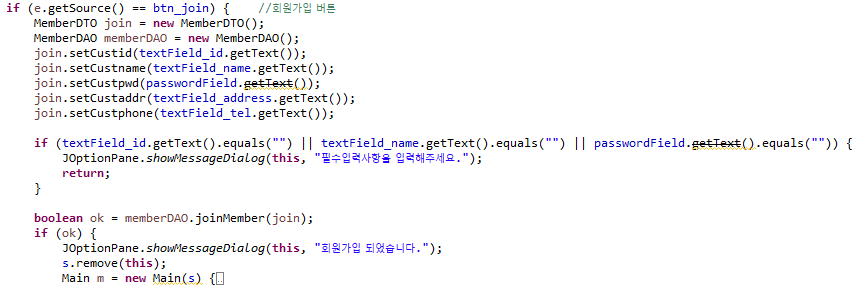 if (e.getSource() == btn_join) {    //회원가입 버튼
    MemberDTO join = new MemberDTO();
    MemberDAO memberDAO = new MemberDAO();
    join.setCustid(textField_id.getText());
    join.setCustname(textField_name.getText());
    join.setCustpwd(passwordField.getText());
    join.setCustaddr(textField_address.getText());
    join.setCustphone(textField_tel.getText());

    if (textField_id.getText().equals("") || textField_name.getText().equals("") || passwordField.getText().equals("")) {
        JOptionPane.showMessageDialog(this, "필수입력사항을 입력해주세요.");
        return;
    }

    boolean ok = memberDAO.joinMember(join);
    if (ok) {
        JOptionPane.showMessageDialog(this, "회원가입 되었습니다.");
        s.remove(this);
        Main m = new Main(s) {